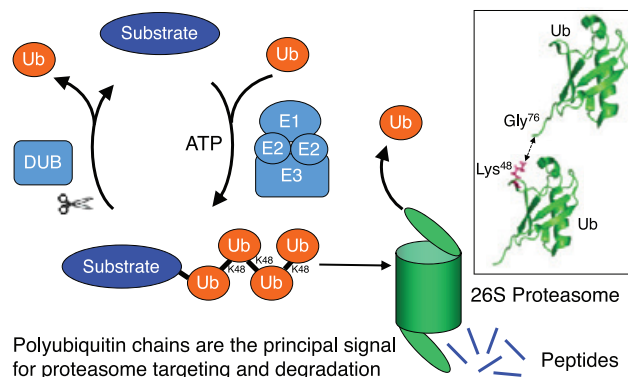 Substrate
Ub
Ub
Ub
Gly76
Ub
E1
ATP
E2 E2
DUB
Lys48
E3
Ub
Ub Ub
Substrate
K48 K48 K48
Ub Ub
26S Proteasome
Polyubiquitin chains are the principal signal
for proteasome targeting and degradation
Peptides